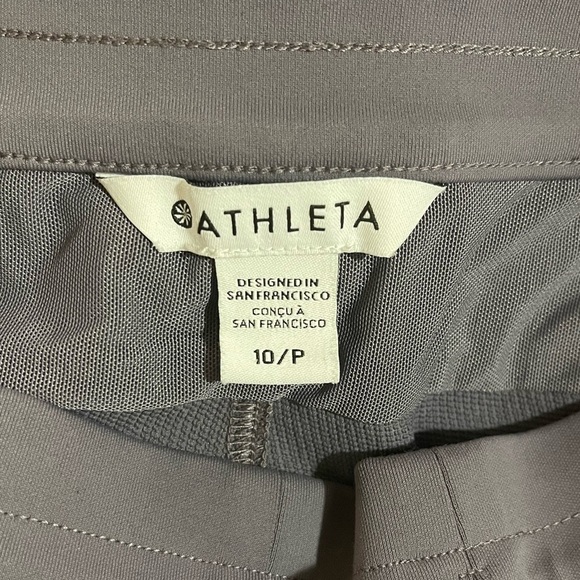 ATHLETA
DESIGNED IN
SAN FRANCISCO
CONÇU À
SAN FRANCISCO
10/P